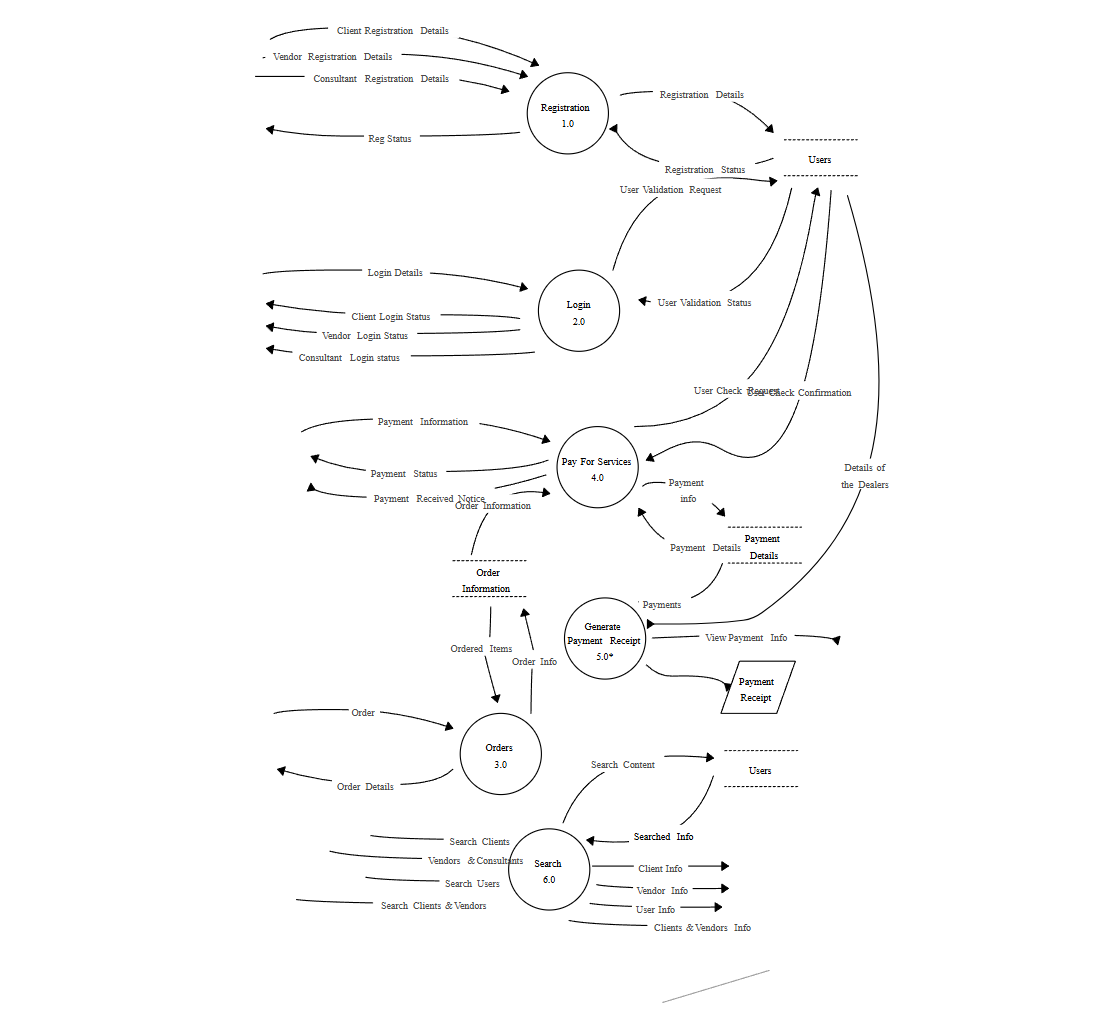 Client Registration Details
Vendor Registration Details
Consultant Registration Details
Registration
1.0
Registration Details
Reg Status
Users
Registration Status
User Validation Request
Login Details
Login
2.0
User Validation Status
Client Login Status
Vendor Login Status
Consultant Login status
User Check Request
User Check Confirmation
Payment Information
Pay For Services
4.0
Payment Status
Details of
the Dealers
Payment
info
Payment Received Notice
Order Information
Payment Details
Payment
Details
Order
Information
Payments
Generate
Payment Receipt
5.0*
View Payment Info
Ordered Items
Order Info
Payment
Receipt
Order
Orders
3.0
Order Details
Search Content
Users
Searched Info
Search Clients
Vendors & Consultants
Search Users
Search Clients & Vendors
Search
6.0
Client Info
Vendor Info
User Info
Clients & Vendors Info